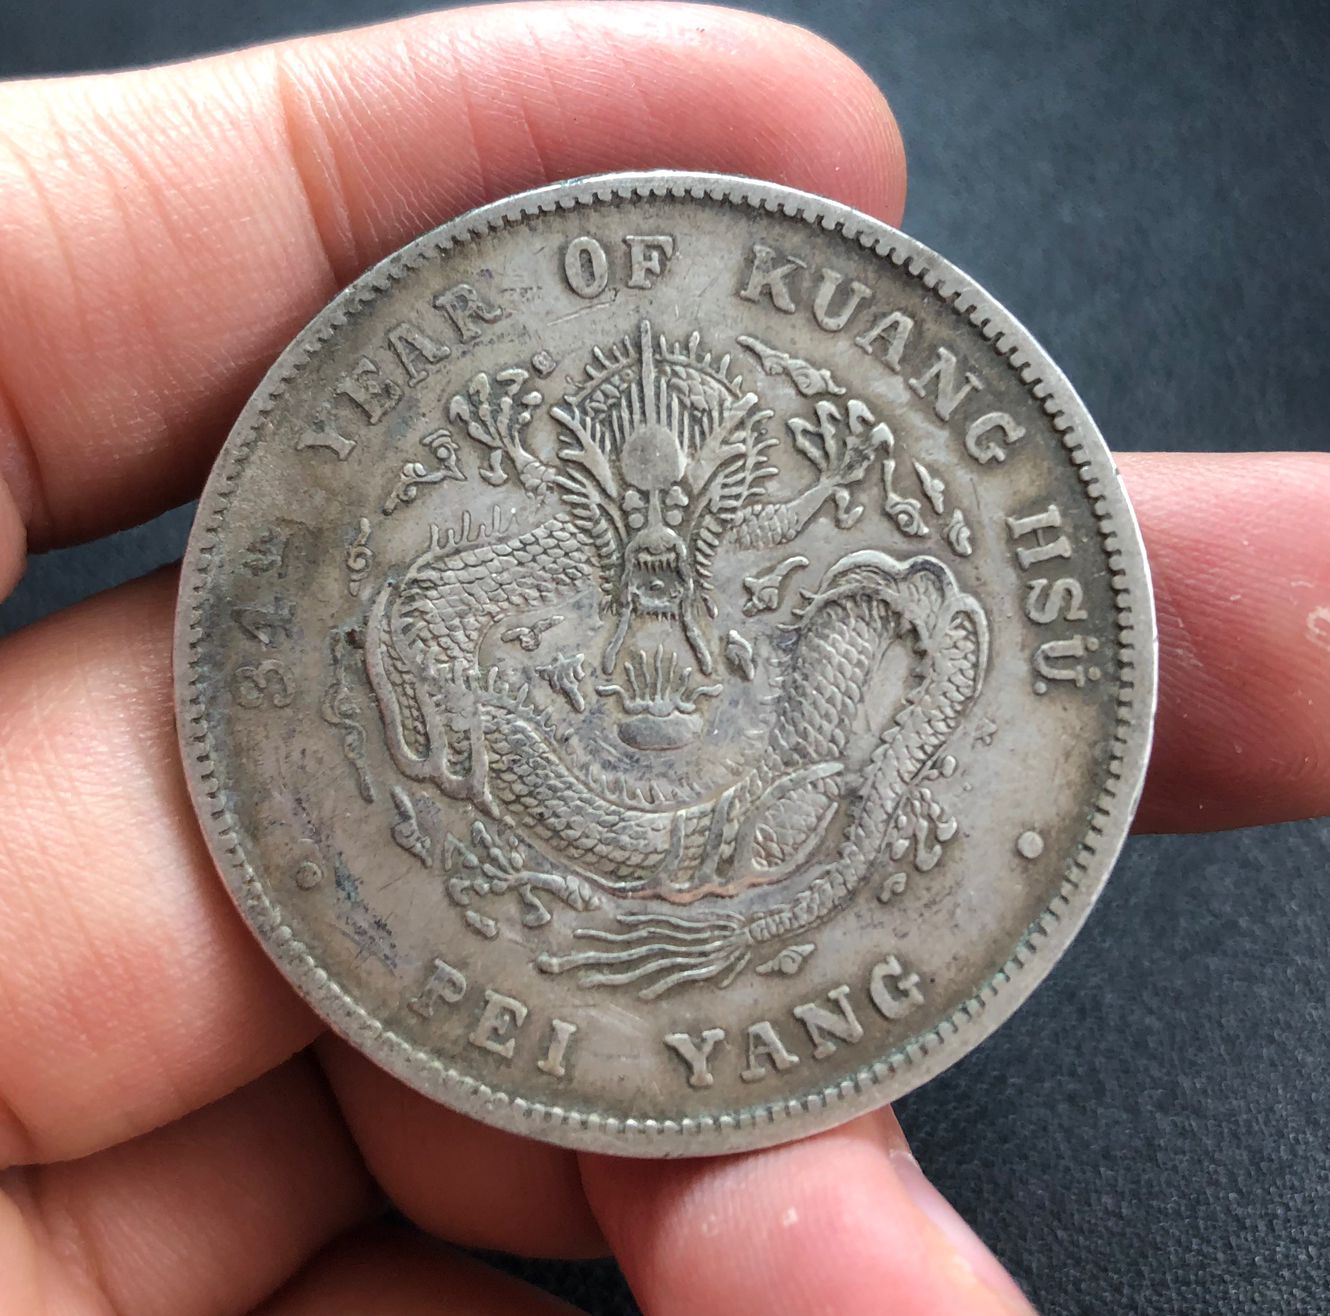 34TH YEAR OF KUANG HSÜ.
PEI YANG